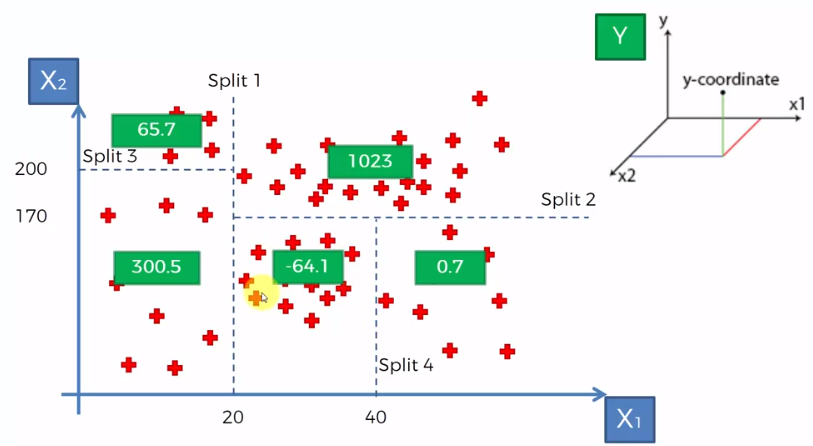 Y
y
y-coordinate
x1
x2
X₂
Split 1
65.7
Split 3
1023
200
170
Split 2
300.5
-64.1
0.7
Split 4
20
40
X₁